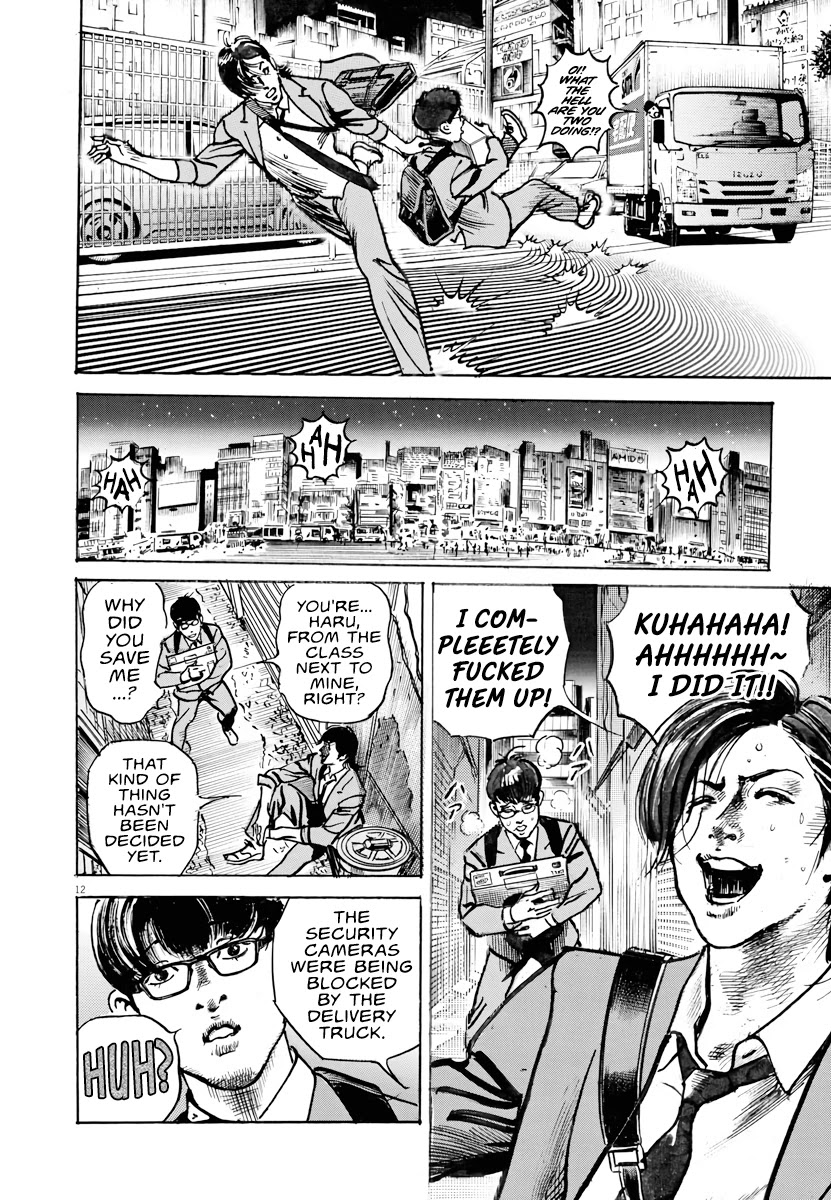 OI!
WHAT
THE
HELL
ARE YOU
TWO
DOING!?
ISUZU
HAH
HAH
HAH
KUHAHAHA!
AHHHHHH~
I DID IT!!
I COM-
PLEEETELY
FUCKED
THEM UP!
YOU'RE...
HARU,
FROM THE
CLASS
NEXT TO
MINE,
RIGHT?
WHY
DID
YOU
SAVE
ME
...?
THAT
KIND OF
THING
HASN'T
BEEN
DECIDED
YET.
12
THE
SECURITY
CAMERAS
WERE BEING
BLOCKED
BY THE
DELIVERY
TRUCK.
HUH?